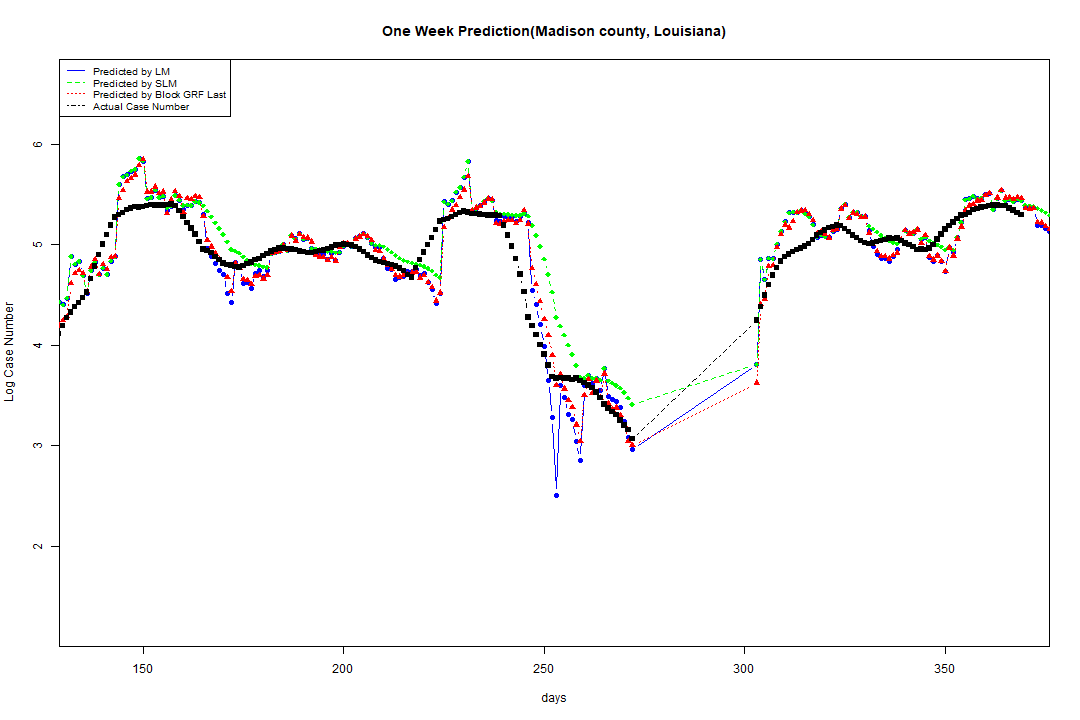 One Week Prediction(Madison county, Louisiana)
Predicted by LM
Predicted by SLM
Predicted by Block GRF Last
Actual Case Number
6
5
4
3
2
Log Case Number
150
200
250
300
350
days